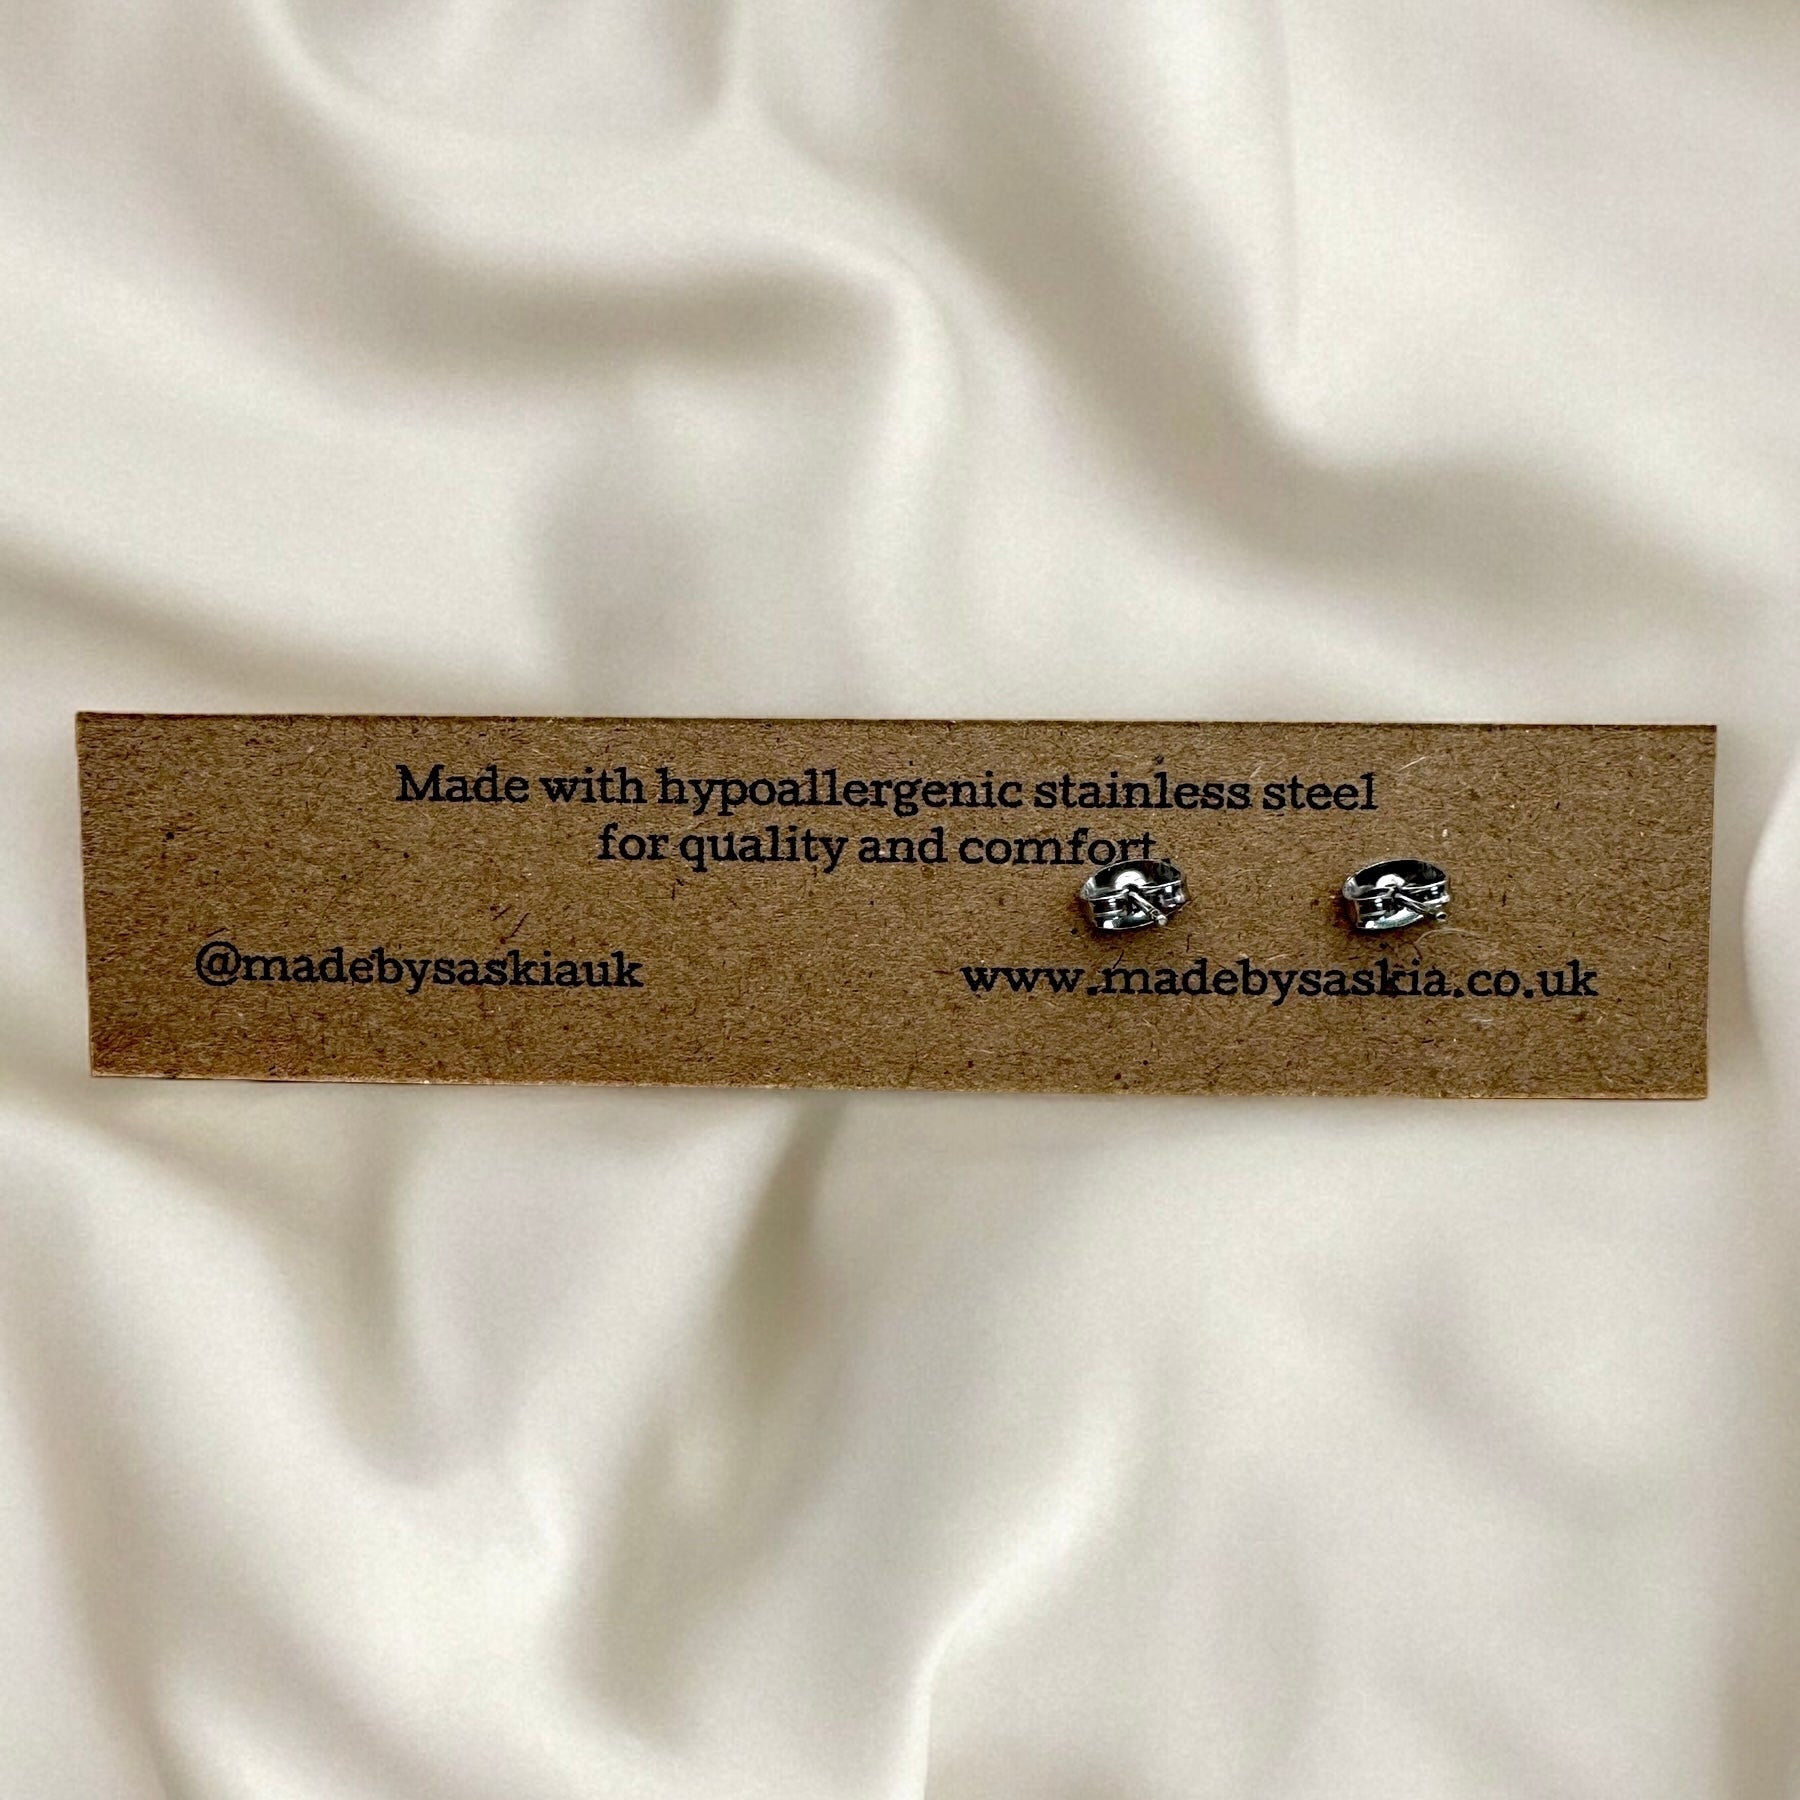 Made with hypoallergenic stainless steel
for quality and comfort.
@madebysaskiauk
www.madebysaskia.co.uk